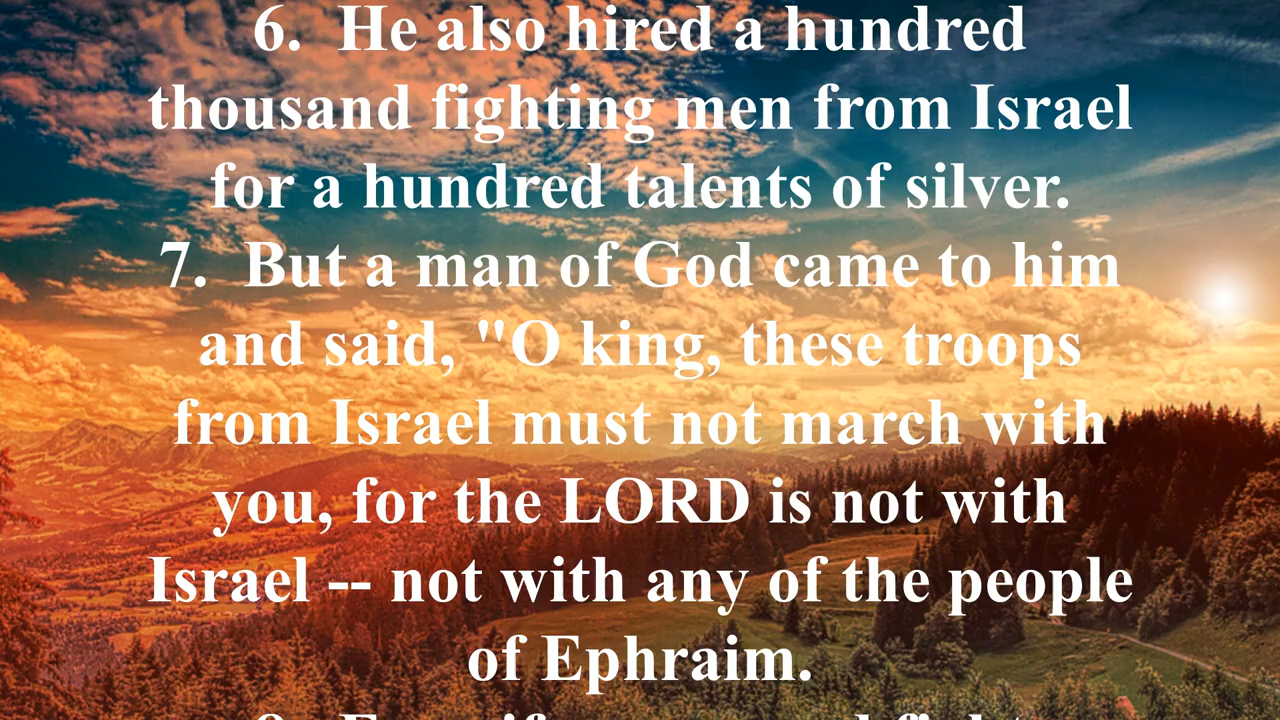 6.  He also hired a hundred
thousand fighting men from Israel
for a hundred talents of silver.
7.  But a man of God came to him
and said, "O king, these troops
from Israel must not march with
you, for the LORD is not with
Israel -- not with any of the people
of Ephraim.